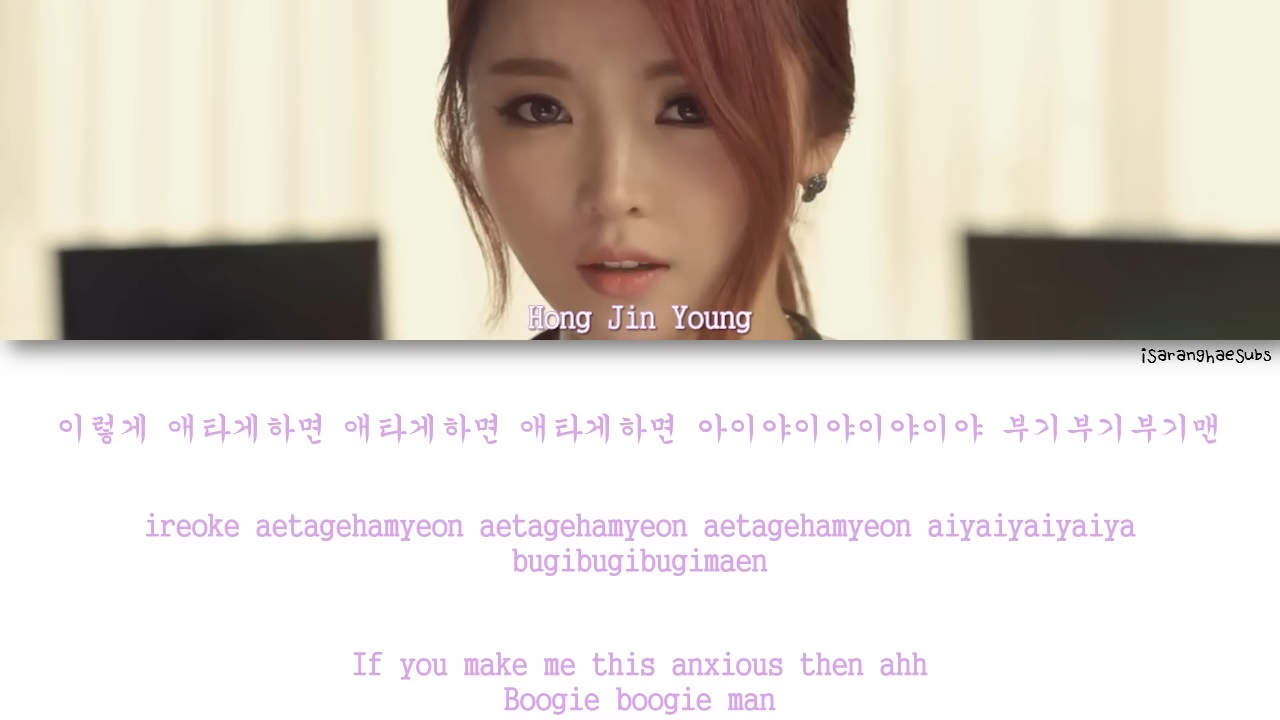 Hong Jin Young
iSaranghaeSubs
이렇게 애타게하면 애타게하면 애타게하면 아이야이야이야이야 부기부기부기맨
ireoke aetagehamyeon aetagehamyeon aetagehamyeon aiyaiyaiyaiya
bugibugibugimaen
If you make me this anxious then ahh
Boogie boogie man